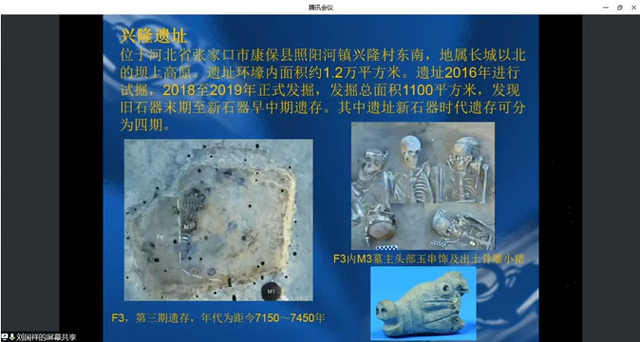 腾讯会议
兴隆遗址
位于河北省张家口市康保县照阳河镇兴隆村东南,地属长城以北
的坝上高原。遗址环壕内面积约1.2万平方米。遗址2016年进行
试掘,2018至2019年正式发掘,发掘总面积1100平方米,发现
旧石器末期至新石器早中期遗存。其中遗址新石器时代遗存可分
为四期。
M3
M1
F3内M3墓主头部玉串饰及出土骨雕小猪
F3,第三期遗存,年代为距今7150~7450年
刘国祥的屏幕共享